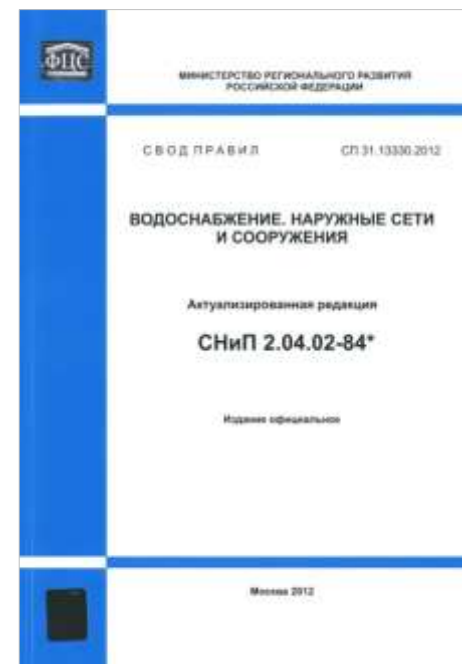 ФЦС
МИНИСТЕРСТВО РЕГИОНАЛЬНОГО РАЗВИТИЯ
РОССИЙСКОЙ ФЕДЕРАЦИИ
СВОД ПРАВИЛ СП 31.13330.2012
ВОДОСНАБЖЕНИЕ. НАРУЖНЫЕ СЕТИ
И СООРУЖЕНИЯ
Актуализированная редакция
СНиП 2.04.02-84*
Издание официальное
Москва 2012